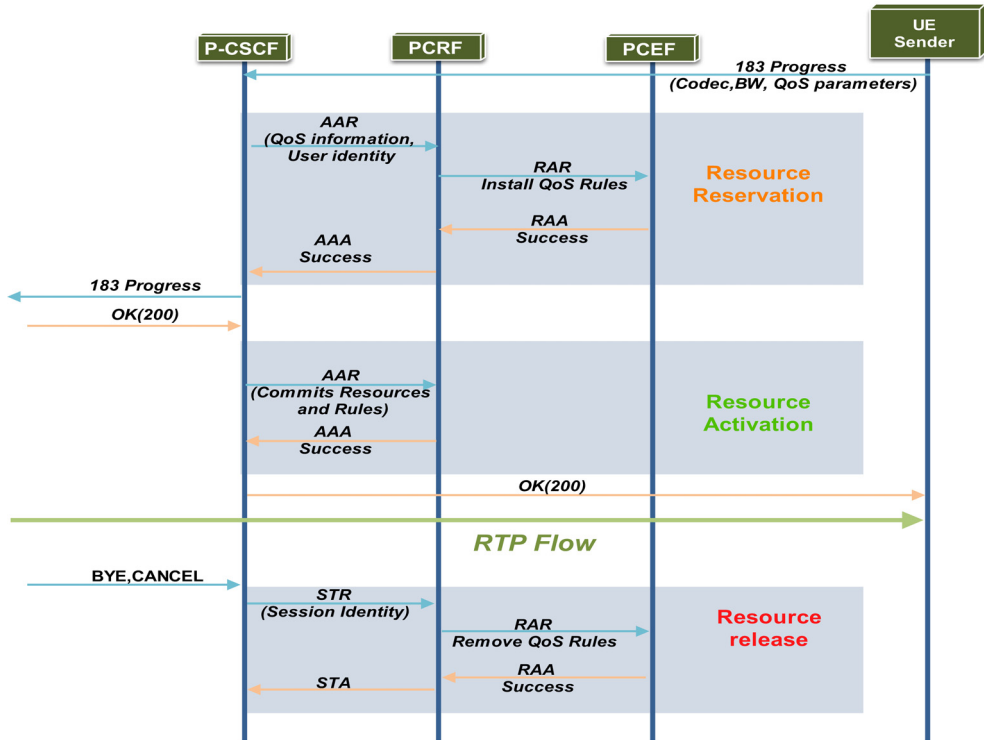 UE
Sender
P-CSCF
PCRF
PCEF
183 Progress
(Codec,BW, QoS parameters)
AAR
(QoS information,
User identity
RAR
Install QoS Rules
Resource
Reservation
RAA
Success
AAA
Success
183 Progress
OK(200)
AAR
(Commits Resources
and Rules)
Resource
Activation
AAA
Success
OK(200)
RTP Flow
BYE,CANCEL
STR
(Session Identity)
RAR
Remove QoS Rules
Resource
release
RAA
Success
STA